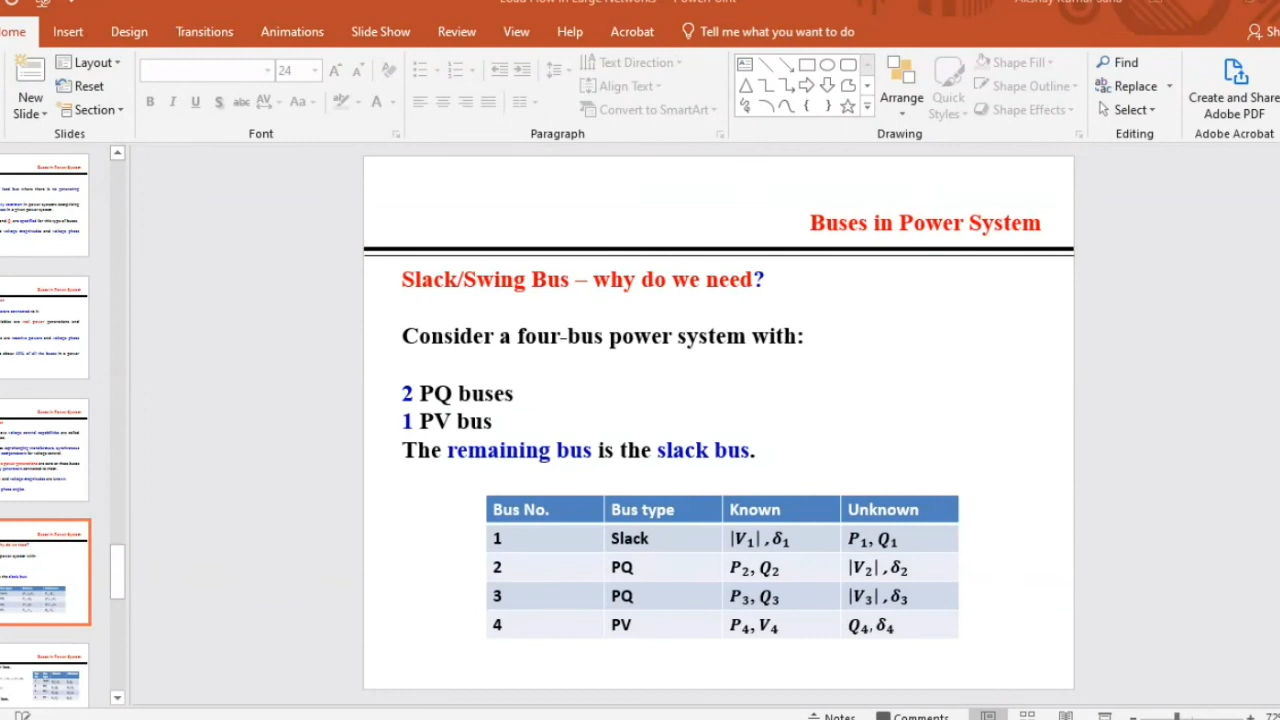 Home Insert Design Transitions Animations Slide Show Review View Help Acrobat Tell me what you want to do
Layout
Reset
Section
New
Slide
Slides
24
B I U S abc AV Aa A
Font
Text Direction
Align Text
Convert to SmartArt
Paragraph
Arrange
Quick
Styles
Shape Fill
Shape Outline
Shape Effects
Drawing
Find
Replace
Select
Editing
Create and Share
Adobe PDF
Adobe Acrobat
Buses in Power System
Slack/Swing Bus – why do we need?
Consider a four-bus power system with:
2 PQ buses
1 PV bus
The remaining bus is the slack bus.
Bus No. Bus type Known Unknown
1 Slack |V₁| , δ₁ P₁, Q₁
2 PQ P₂, Q₂ |V₂| , δ₂
3 PQ P₃, Q₃ |V₃| , δ₃
4 PV P₄, V₄ Q₄, δ₄
Notes Comments